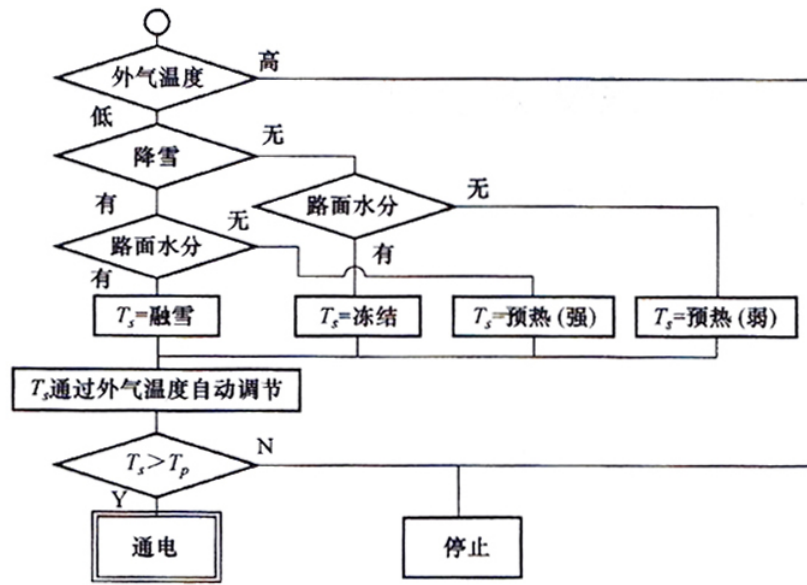 外气温度
高
低
降雪
无
有
路面水分
无
路面水分
无
有
有
Ts=融雪
Ts=冻结
Ts=预热(强)
Ts=预热(弱)
Ts通过外气温度自动调节
Ts>Tp
N
Y
通电
停止